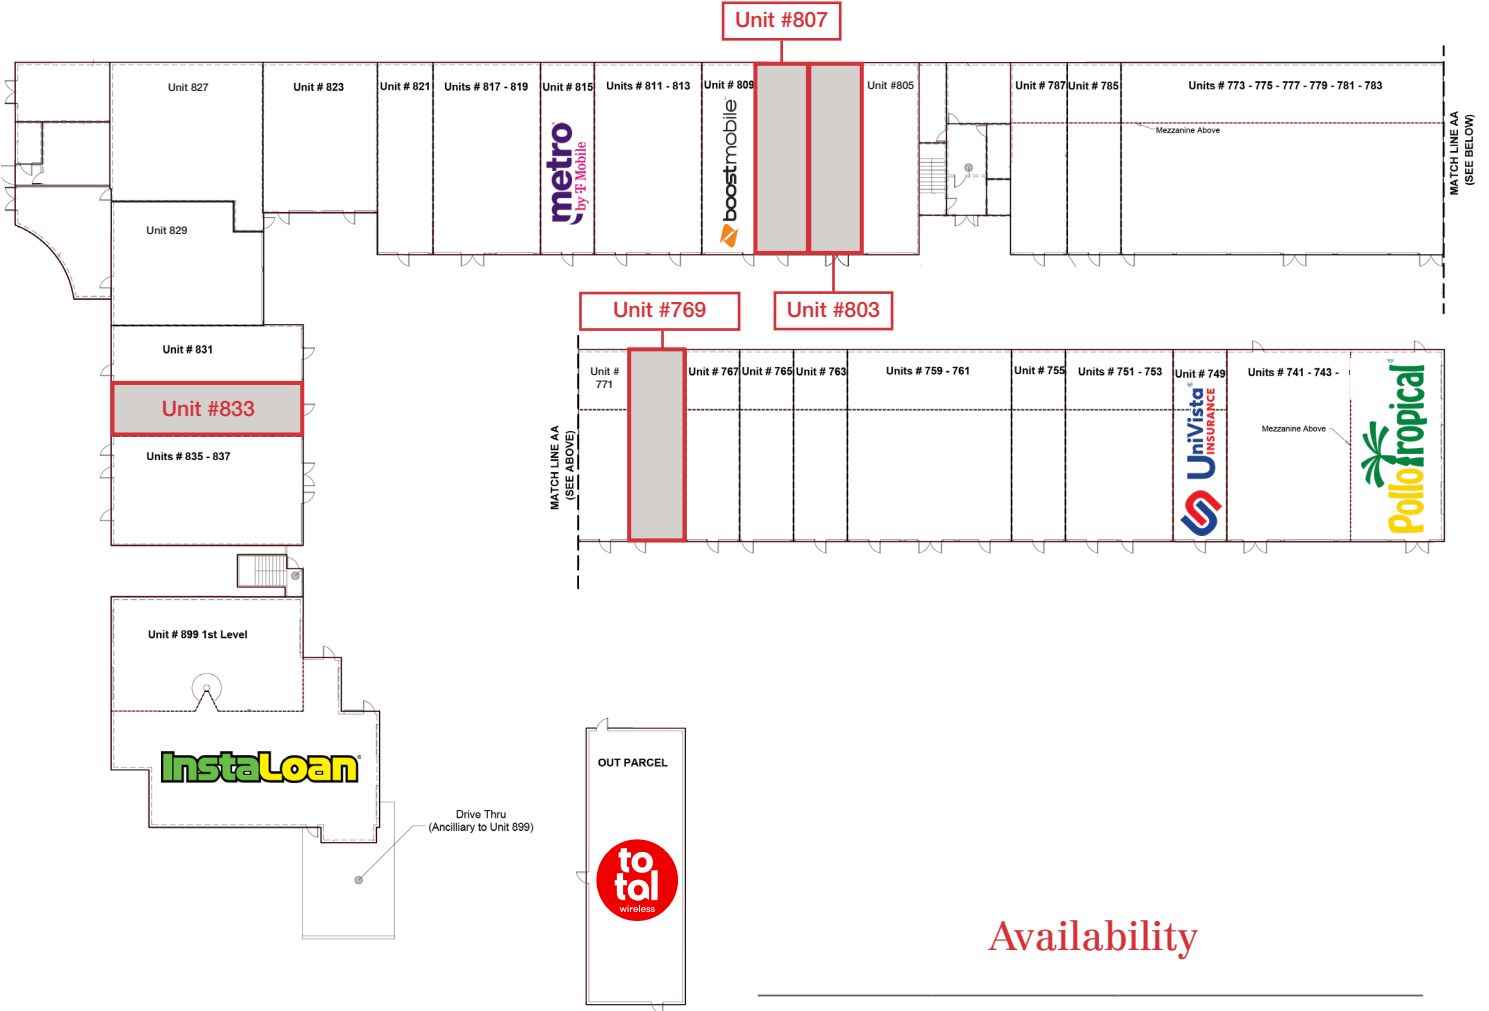 Unit #807
Unit 827
Unit # 823
Unit # 821
Units # 817 - 819
Unit # 815
Units # 811 - 813
Unit # 809
Unit #805
Unit # 787
Unit # 785
Units # 773 - 775 - 777 - 779 - 781 - 783
Mezzanine Above
MATCH LINE AA
(SEE BELOW)
metro
by T Mobile
boostmobile
Unit 829
Unit #769
Unit #803
Unit # 831
Unit #833
Units # 835 - 837
MATCH LINE AA
(SEE ABOVE)
Unit #
771
Unit # 767
Unit # 765
Unit # 763
Units # 759 - 761
Unit # 755
Units # 751 - 753
Unit # 749
Units # 741 - 743 -
UniVista
INSURANCE
Mezzanine Above
Pollo Tropical
Unit # 899 1st Level
InstaLoan
Drive Thru
(Ancilliary to Unit 899)
OUT PARCEL
to
tal
wireless
Availability